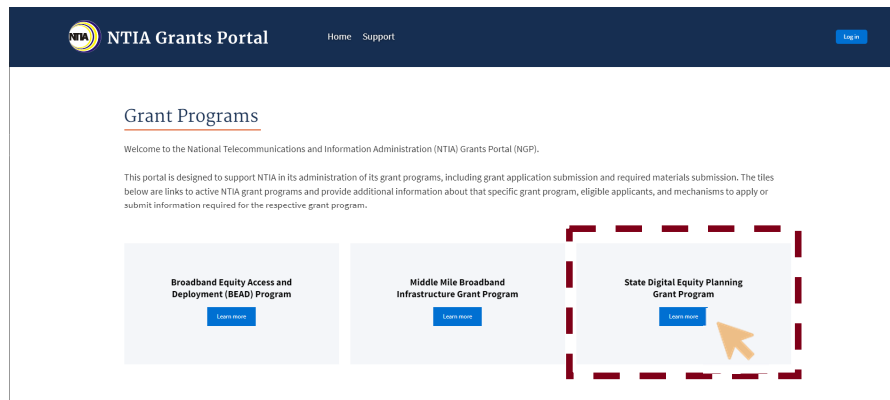 NTIA NTIA Grants Portal Home Support Log in
Grant Programs
Welcome to the National Telecommunications and Information Administration (NTIA) Grants Portal (NGP).
This portal is designed to support NTIA in its administration of its grant programs, including grant application submission and required materials submission. The tiles
below are links to active NTIA grant programs and provide additional information about that specific grant program, eligible applicants, and mechanisms to apply or
submit information required for the respective grant program.
Broadband Equity Access and
Deployment (BEAD) Program
Learn more
Middle Mile Broadband
Infrastructure Grant Program
Learn more
State Digital Equity Planning
Grant Program
Learn more